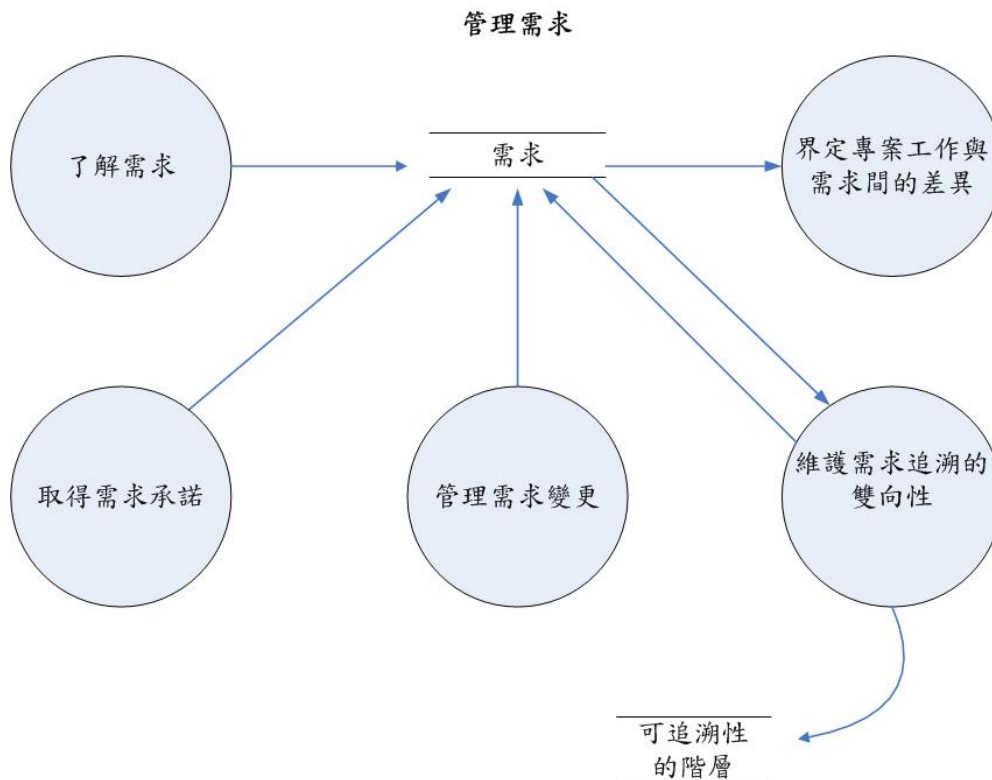 管理需求
了解需求
需求
界定專案工作與
需求間的差異
取得需求承諾
管理需求變更
維護需求追溯的
雙向性
可追溯性
的階層